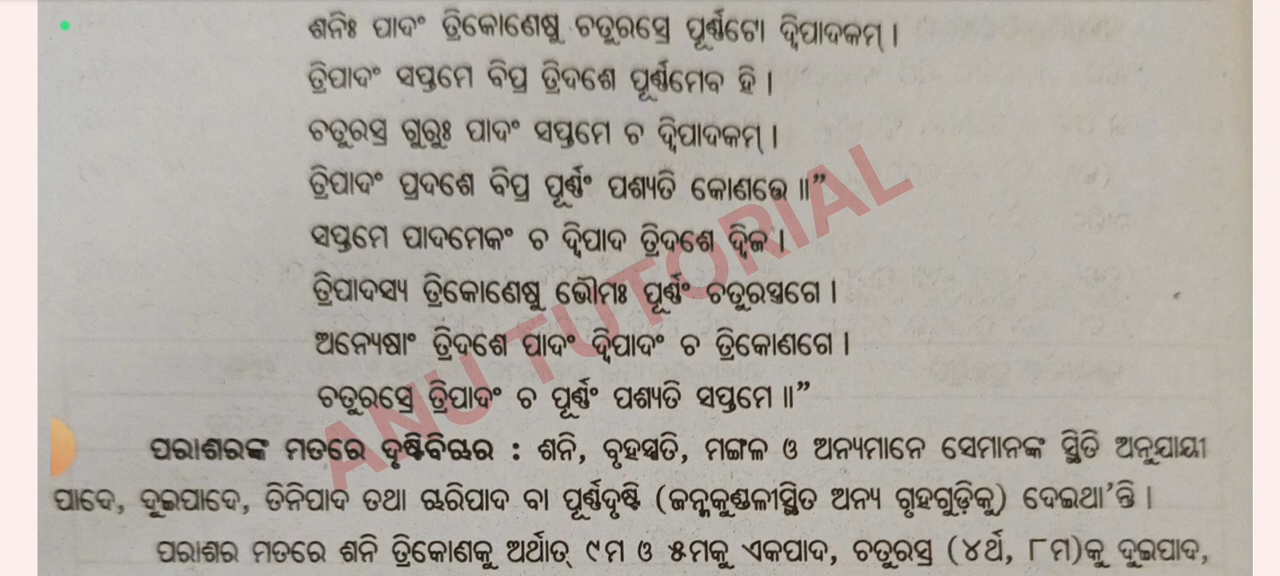 ଶନିଃ ପାଦଂ ତ୍ରିକୋଣେଷୁ ଚତୁରସ୍ରେ ପୂର୍ଣ୍ଣଟୋ ଦ୍ୱିପାଦକମ୍ ।
ତ୍ରିପାଦଂ ସପ୍ତମେ ବିପ୍ର ତ୍ରିଦଶେ ପୂର୍ଣ୍ଣମେବ ହି ।
ଚତୁରସ୍ର ଗୁରୁଃ ପାଦଂ ସପ୍ତମେ ଚ ଦ୍ୱିପାଦକମ୍ ।
ତ୍ରିପାଦଂ ପ୍ରଦଶେ ବିପ୍ର ପୂର୍ଣ୍ଣଂ ପଶ୍ୟତି କୋଣଭେ ॥”
ସପ୍ତମେ ପାଦମେକଂ ଚ ଦ୍ୱିପାଦ ତ୍ରିଦଶେ ଦ୍ୱିଜ ।
ତ୍ରିପାଦସ୍ୟ ତ୍ରିକୋଣେଷୁ ଭୌମଃ ପୂର୍ଣ୍ଣଂ ଚତୁରସ୍ରଗେ ।
ଅନ୍ୟେଷାଂ ତ୍ରିଦଶେ ପାଦଂ ଦ୍ୱିପାଦଂ ଚ ତ୍ରିକୋଣଗେ ।
ଚତୁରସ୍ରେ ତ୍ରିପାଦଂ ଚ ପୂର୍ଣ୍ଣଂ ପଶ୍ୟତି ସପ୍ତମେ ॥”
ପରାଶରଙ୍କ ମତରେ ଦୃଷ୍ଟିବିଚାର : ଶନି, ବୃହସ୍ପତି, ମଙ୍ଗଳ ଓ ଅନ୍ୟମାନେ ସେମାନଙ୍କ ସ୍ଥିତି ଅନୁଯାୟୀ
ପାଦେ, ଦୁଇପାଦେ, ତିନିପାଦ ତଥା ଚାରିପାଦ ବା ପୂର୍ଣ୍ଣଦୃଷ୍ଟି (ଜନ୍ମକୁଣ୍ଡଳୀସ୍ଥିତ ଅନ୍ୟ ଗୃହଗୁଡ଼ିକୁ) ଦେଇଥା’ନ୍ତି ।
ପରାଶର ମତରେ ଶନି ତ୍ରିକୋଣକୁ ଅର୍ଥାତ୍ ୯ମ ଓ ୫ମକୁ ଏକପାଦ, ଚତୁରସ୍ର (୪ର୍ଥ, ୮ମ)କୁ ଦୁଇପାଦ,
ANU TUTORIAL